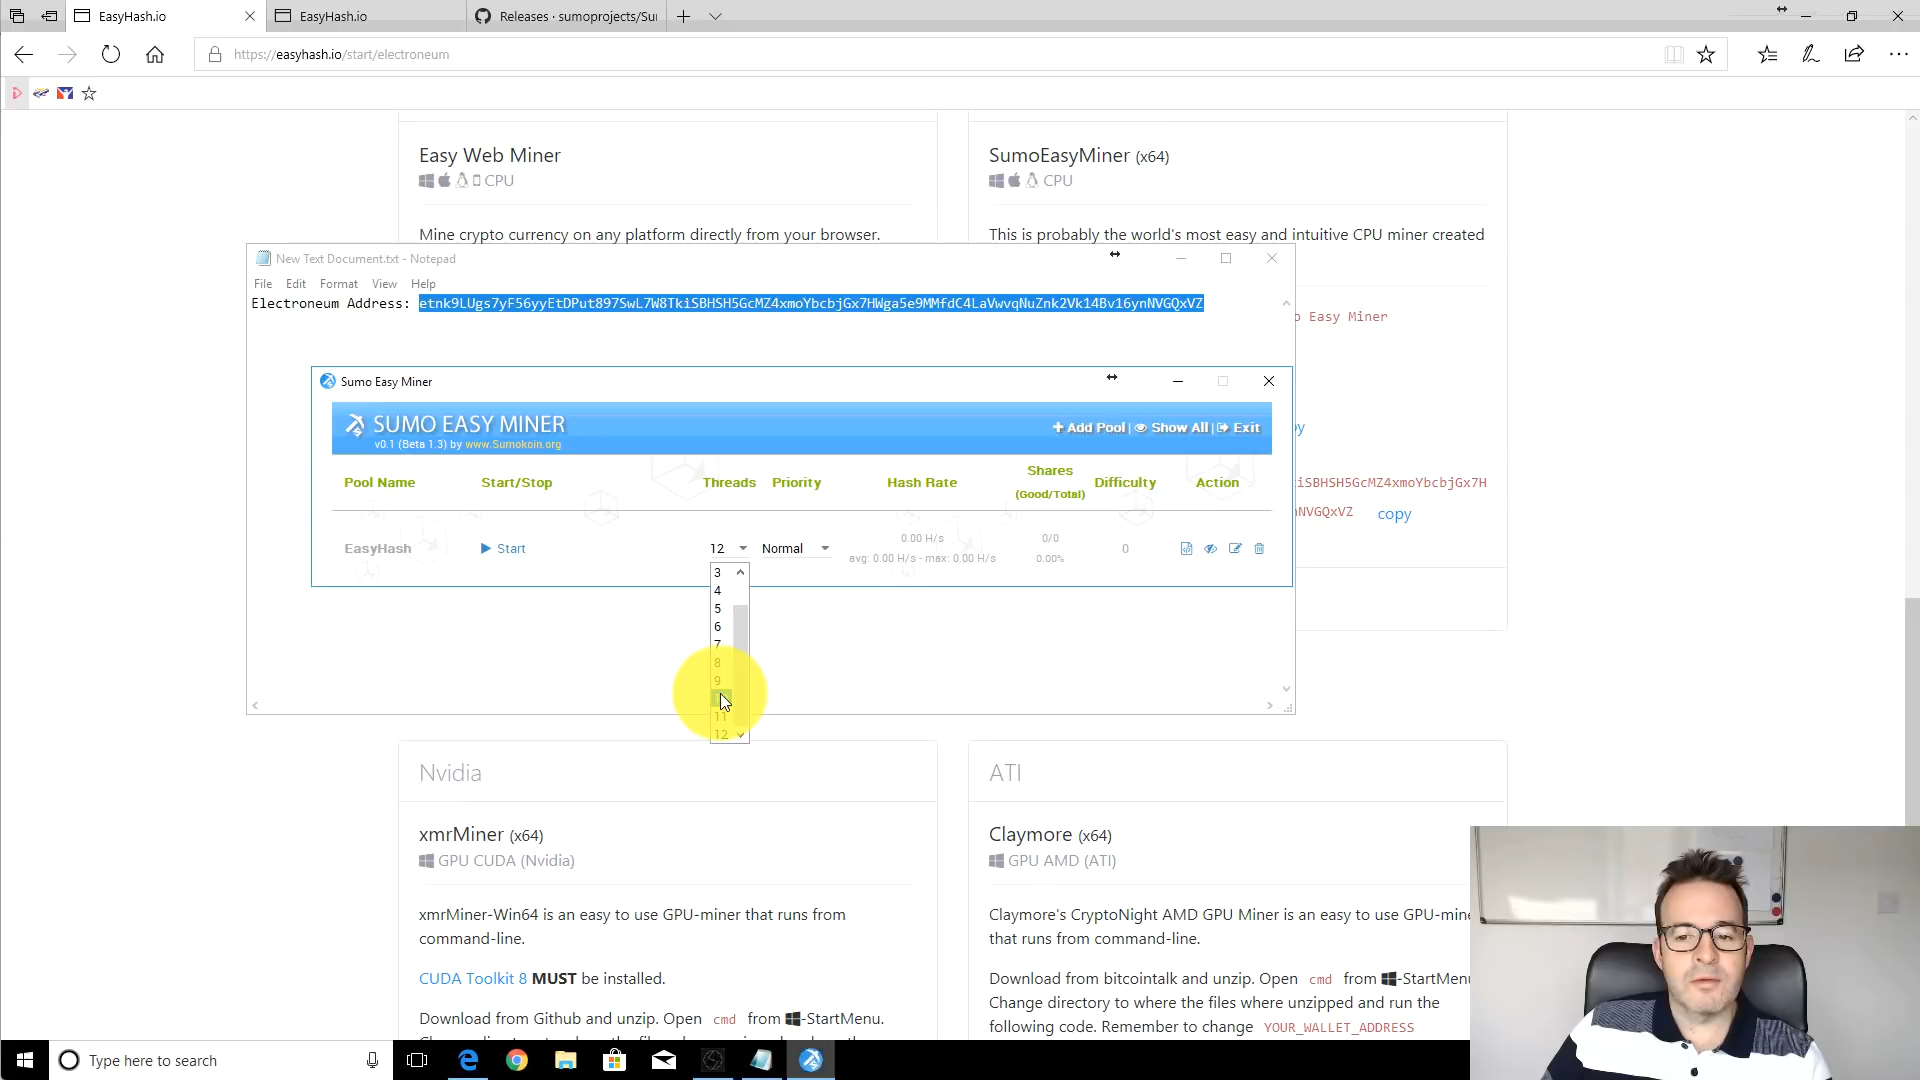 EasyHash.io
EasyHash.io
Releases · sumoprojects/Su
https://easyhash.io/start/electroneum
Easy Web Miner
CPU
Mine crypto currency on any platform directly from your browser.
SumoEasyMiner (x64)
CPU
This is probably the world's most easy and intuitive CPU miner created
New Text Document.txt - Notepad
File Edit Format View Help
Electroneum Address: etnk9LUgs7yF56yyEtDPut897SwL7W8TkiSBHSH5GcMZ4xmoYbcbjGx7HWga5e9MMfdC4LaVwvqNuZnk2Vk14Bv16ynNVGQxVZ
o Easy Miner
py
iSBHSH5GcMZ4xmoYbcbjGx7H
nNVGQxVZ copy
Sumo Easy Miner
SUMO EASY MINER
v0.1 (Beta 1.3) by www.Sumokoin.org
Add Pool | Show All | Exit
Pool Name Start/Stop Threads Priority Hash Rate Shares (Good/Total) Difficulty Action
EasyHash Start 12 Normal 0.00 H/s 0/0 0
avg: 0.00 H/s - max: 0.00 H/s 0.00%
3
4
5
6
7
8
9
11
12
Nvidia
xmrMiner (x64)
GPU CUDA (Nvidia)
xmrMiner-Win64 is an easy to use GPU-miner that runs from
command-line.
CUDA Toolkit 8 MUST be installed.
Download from Github and unzip. Open cmd from -StartMenu.
ATI
Claymore (x64)
GPU AMD (ATI)
Claymore's CryptoNight AMD GPU Miner is an easy to use GPU-mine
that runs from command-line.
Download from bitcointalk and unzip. Open cmd from -StartMenu
Change directory to where the files where unzipped and run the
following code. Remember to change YOUR_WALLET_ADDRESS
Type here to search